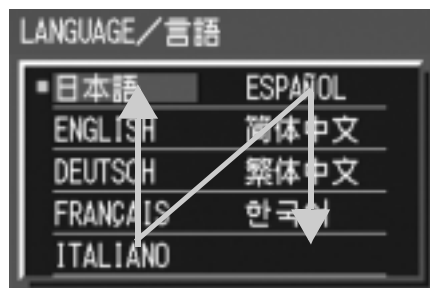 LANGUAGE／言語
日本語
ENGLISH
DEUTSCH
FRANÇAIS
ITALIANO
ESPAÑOL
简体中文
繁体中文
한국어